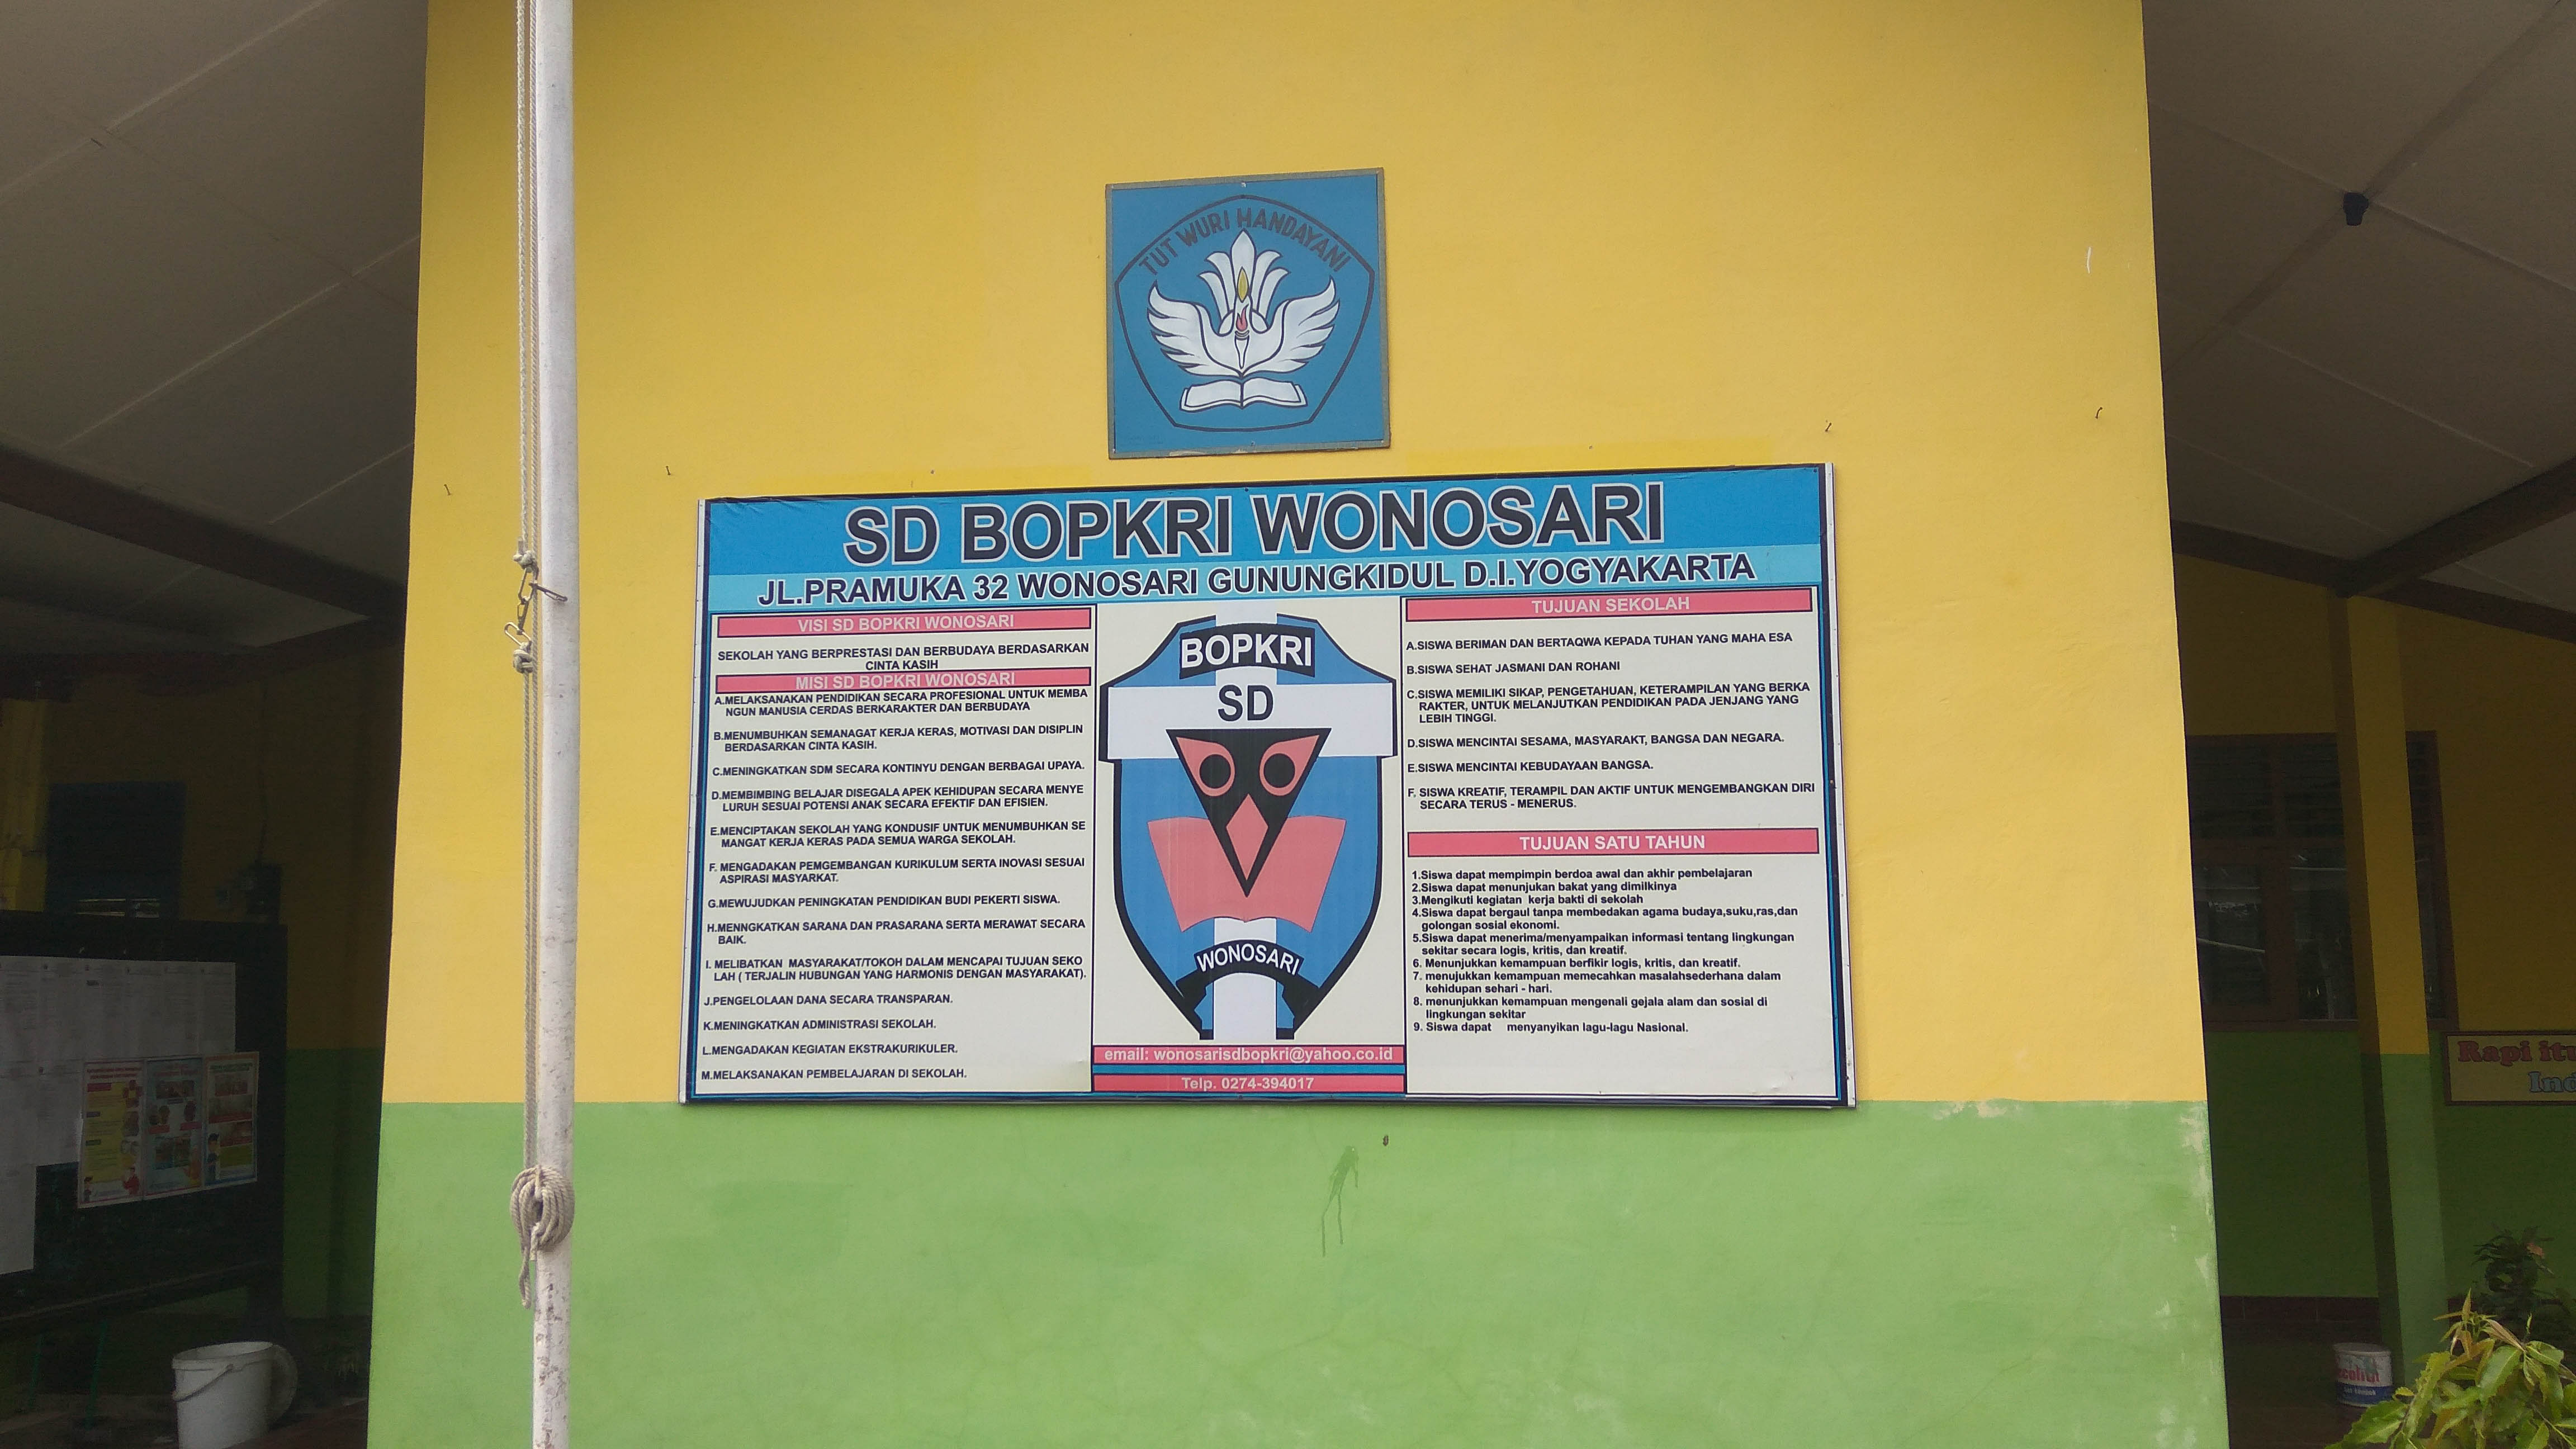 TUT WURI HANDAYANI
SD BOPKRI WONOSARI
JL.PRAMUKA 32 WONOSARI GUNUNGKIDUL D.I.YOGYAKARTA
VISI SD BOPKRI WONOSARI
SEKOLAH YANG BERPRESTASI DAN BERBUDAYA BERDASARKAN
CINTA KASIH
MISI SD BOPKRI WONOSARI
A.MELAKSANAKAN PENDIDIKAN SECARA PROFESIONAL UNTUK MEMBA
NGUN MANUSIA CERDAS BERKARAKTER DAN BERBUDAYA
B.MENUMBUHKAN SEMANAGAT KERJA KERAS, MOTIVASI DAN DISIPLIN
BERDASARKAN CINTA KASIH.
C.MENINGKATKAN SDM SECARA KONTINYU DENGAN BERBAGAI UPAYA.
D.MEMBIMBING BELAJAR DISEGALA APEK KEHIDUPAN SECARA MENYE
LURUH SESUAI POTENSI ANAK SECARA EFEKTIF DAN EFISIEN.
E.MENCIPTAKAN SEKOLAH YANG KONDUSIF UNTUK MENUMBUHKAN SE
MANGAT KERJA KERAS PADA SEMUA WARGA SEKOLAH.
F. MENGADAKAN PEMGEMBANGAN KURIKULUM SERTA INOVASI SESUAI
ASPIRASI MASYARKAT.
G.MEWUJUDKAN PENINGKATAN PENDIDIKAN BUDI PEKERTI SISWA.
H.MENNGKATKAN SARANA DAN PRASARANA SERTA MERAWAT SECARA
BAIK.
I. MELIBATKAN MASYARAKAT/TOKOH DALAM MENCAPAI TUJUAN SEKO
LAH ( TERJALIN HUBUNGAN YANG HARMONIS DENGAN MASYARAKAT).
J.PENGELOLAAN DANA SECARA TRANSPARAN.
K.MENINGKATKAN ADMINISTRASI SEKOLAH.
L.MENGADAKAN KEGIATAN EKSTRAKURIKULER.
M.MELAKSANAKAN PEMBELAJARAN DI SEKOLAH.
BOPKRI
SD
WONOSARI
email: wonosarisdbopkri@yahoo.co.id
Telp. 0274-394017
TUJUAN SEKOLAH
A.SISWA BERIMAN DAN BERTAQWA KEPADA TUHAN YANG MAHA ESA
B.SISWA SEHAT JASMANI DAN ROHANI
C.SISWA MEMILIKI SIKAP, PENGETAHUAN, KETERAMPILAN YANG BERKA
RAKTER, UNTUK MELANJUTKAN PENDIDIKAN PADA JENJANG YANG
LEBIH TINGGI.
D.SISWA MENCINTAI SESAMA, MASYARAKT, BANGSA DAN NEGARA.
E.SISWA MENCINTAI KEBUDAYAAN BANGSA.
F. SISWA KREATIF, TERAMPIL DAN AKTIF UNTUK MENGEMBANGKAN DIRI
SECARA TERUS - MENERUS.
TUJUAN SATU TAHUN
1.Siswa dapat mempimpin berdoa awal dan akhir pembelajaran
2.Siswa dapat menunjukan bakat yang dimilkinya
3.Mengikuti kegiatan kerja bakti di sekolah
4.Siswa dapat bergaul tanpa membedakan agama budaya,suku,ras,dan
golongan sosial ekonomi.
5.Siswa dapat menerima/menyampaikan informasi tentang lingkungan
sekitar secara logis, kritis, dan kreatif.
6. Menunjukkan kemampuan berfikir logis, kritis, dan kreatif.
7. menujukkan kemampuan memecahkan masalahsederhana dalam
kehidupan sehari - hari.
8. menunjukkan kemampuan mengenali gejala alam dan sosial di
lingkungan sekitar
9. Siswa dapat menyanyikan lagu-lagu Nasional.
Rapi itu